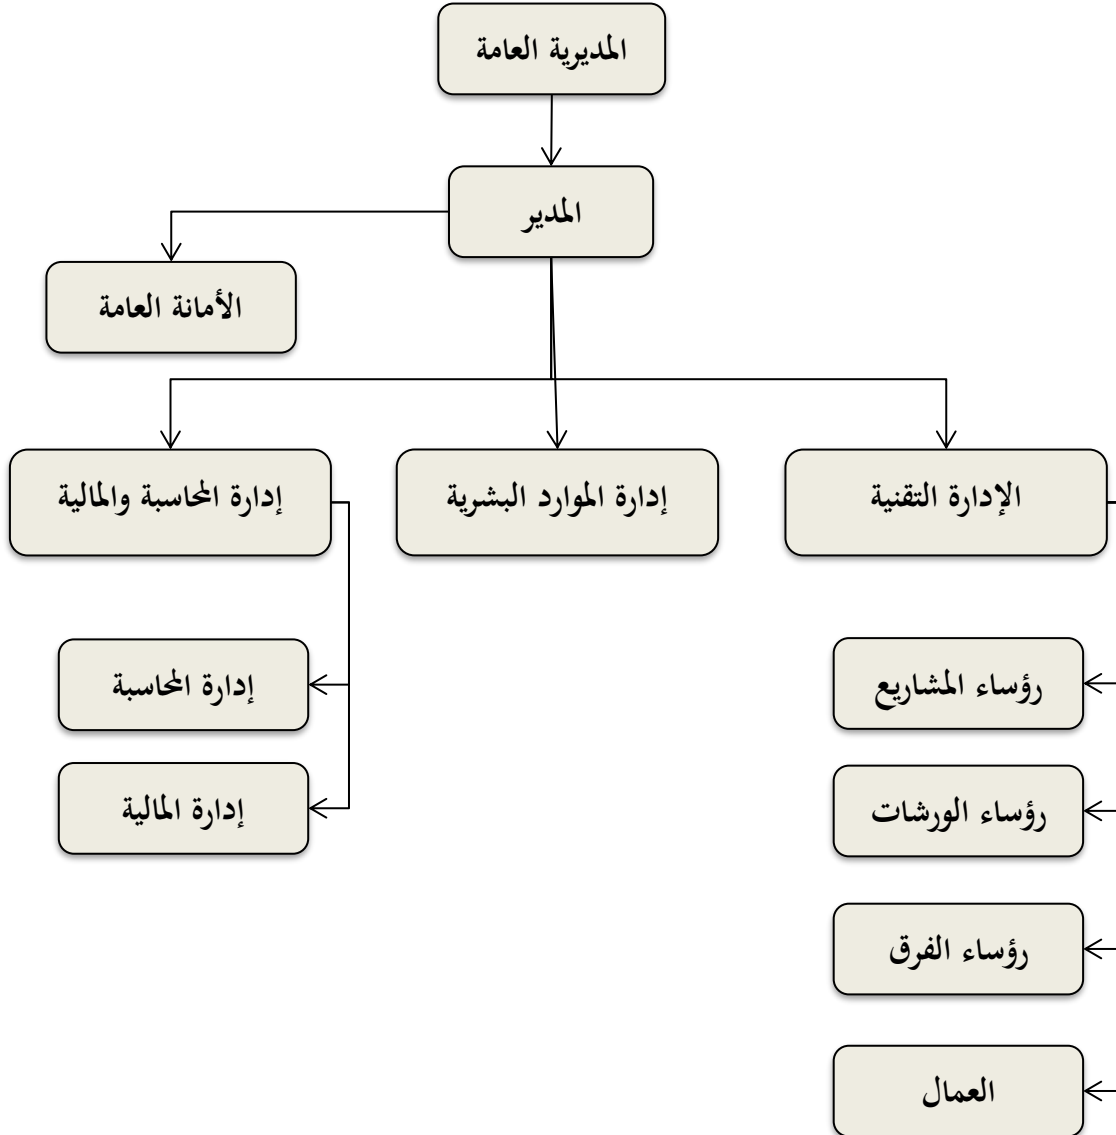 المديرية العامة
المدير
الأمانة العامة
الإدارة التقنية
إدارة الموارد البشرية
إدارة المحاسبة والمالية
رؤساء المشاريع
إدارة المحاسبة
رؤساء الورشات
إدارة المالية
رؤساء الفرق
العمال